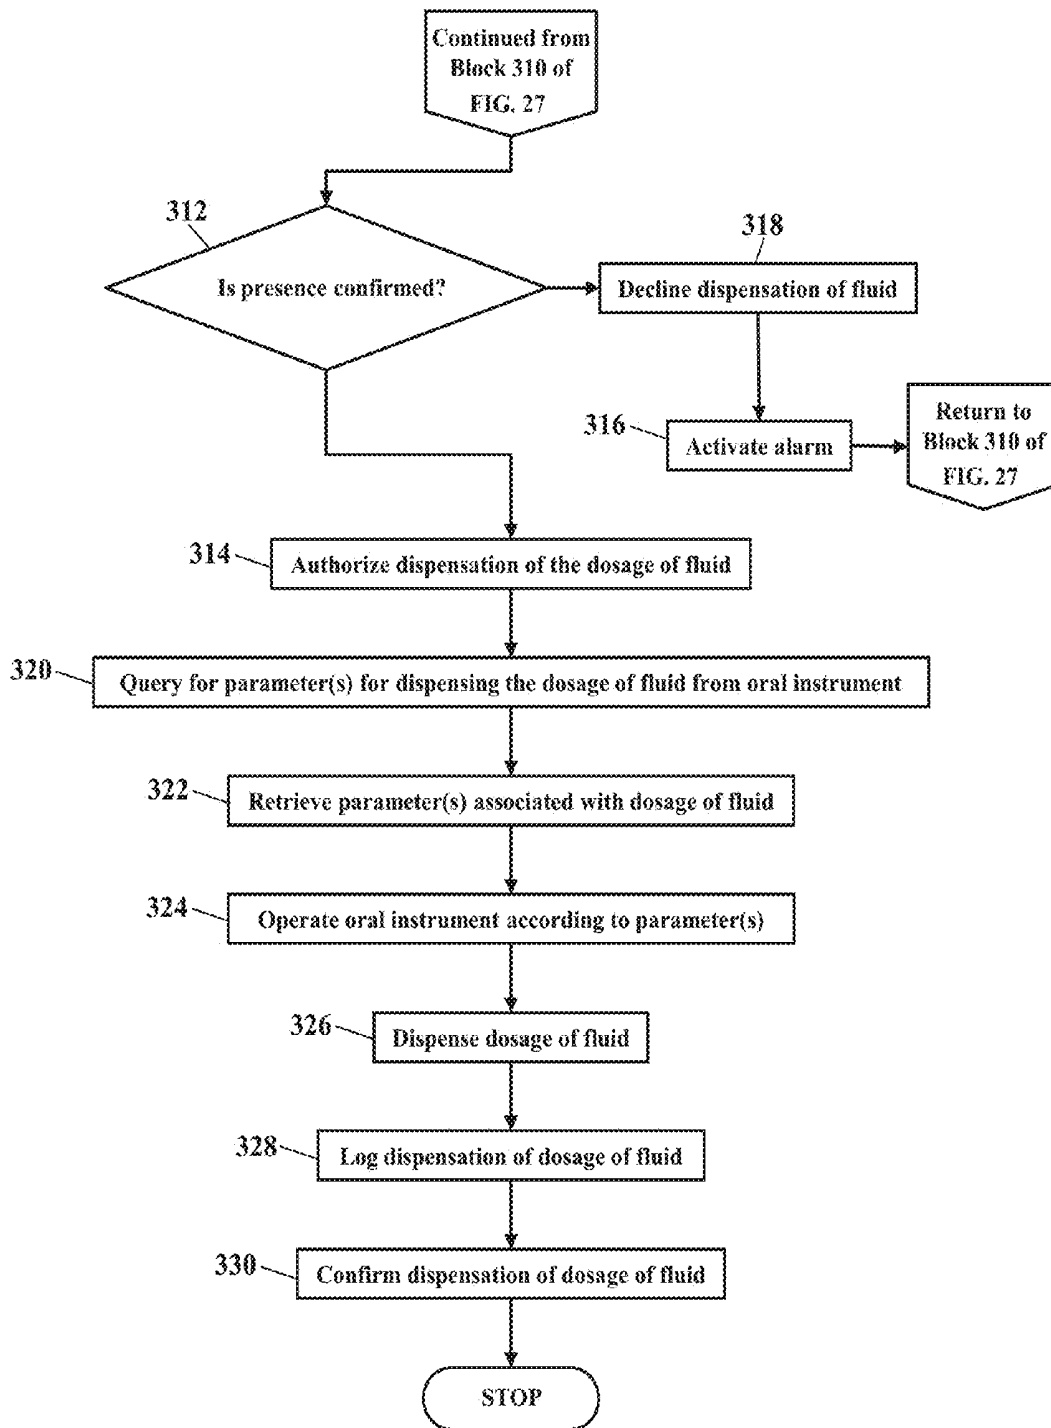 Continued from
Block 310 of
FIG. 27
312
Is presence confirmed?
318
Decline dispensation of fluid
316
Activate alarm
Return to
Block 310 of
FIG. 27
314
Authorize dispensation of the dosage of fluid
320
Query for parameter(s) for dispensing the dosage of fluid from oral instrument
322
Retrieve parameter(s) associated with dosage of fluid
324
Operate oral instrument according to parameter(s)
326
Dispense dosage of fluid
328
Log dispensation of dosage of fluid
330
Confirm dispensation of dosage of fluid
STOP